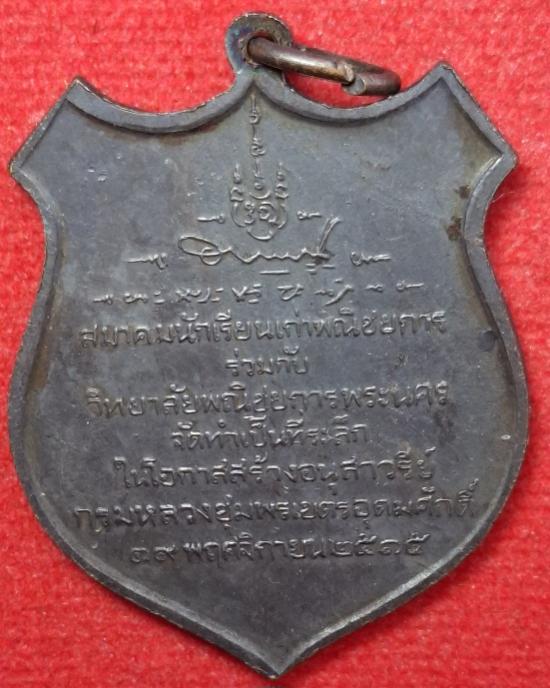 สมาคมนักเรียนเก่าพณิชยการ
ร่วมกับ
วิทยาลัยพณิชยการพระนคร
จัดทำเป็นที่ระลึก
ในโอกาสสร้างอนุสาวรีย์
กรมหลวงชุมพรเขตรอุดมศักดิ์
๑๙ พฤศจิกายน ๒๕๑๕